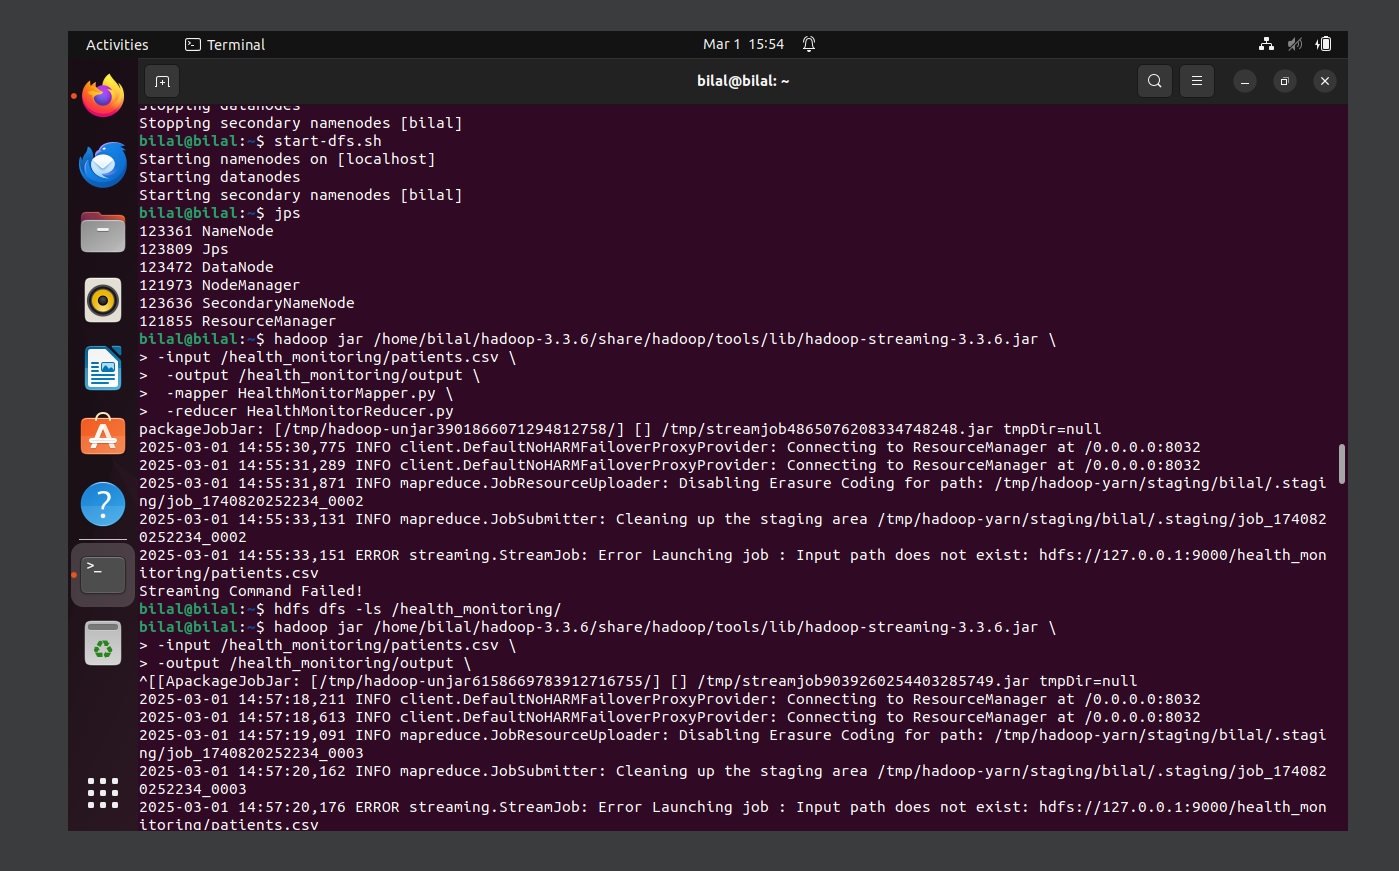 Activities
Terminal
Mar 1 15:54
bilal@bilal: ~
Stopping datanodes
Stopping secondary namenodes [bilal]
bilal@bilal:~$ start-dfs.sh
Starting namenodes on [localhost]
Starting datanodes
Starting secondary namenodes [bilal]
bilal@bilal:~$ jps
123361 NameNode
123809 Jps
123472 DataNode
121973 NodeManager
123636 SecondaryNameNode
121855 ResourceManager
bilal@bilal:~$ hadoop jar /home/bilal/hadoop-3.3.6/share/hadoop/tools/lib/hadoop-streaming-3.3.6.jar \
> -input /health_monitoring/patients.csv \
>  -output /health_monitoring/output \
>  -mapper HealthMonitorMapper.py \
>  -reducer HealthMonitorReducer.py
packageJobJar: [/tmp/hadoop-unjar3901866071294812758/] [] /tmp/streamjob4865076208334748248.jar tmpDir=null
2025-03-01 14:55:30,775 INFO client.DefaultNoHARMFailoverProxyProvider: Connecting to ResourceManager at /0.0.0.0:8032
2025-03-01 14:55:31,289 INFO client.DefaultNoHARMFailoverProxyProvider: Connecting to ResourceManager at /0.0.0.0:8032
2025-03-01 14:55:31,871 INFO mapreduce.JobResourceUploader: Disabling Erasure Coding for path: /tmp/hadoop-yarn/staging/bilal/.stagi
ng/job_1740820252234_0002
2025-03-01 14:55:33,131 INFO mapreduce.JobSubmitter: Cleaning up the staging area /tmp/hadoop-yarn/staging/bilal/.staging/job_174082
0252234_0002
2025-03-01 14:55:33,151 ERROR streaming.StreamJob: Error Launching job : Input path does not exist: hdfs://127.0.0.1:9000/health_mon
itoring/patients.csv
Streaming Command Failed!
bilal@bilal:~$ hdfs dfs -ls /health_monitoring/
bilal@bilal:~$ hadoop jar /home/bilal/hadoop-3.3.6/share/hadoop/tools/lib/hadoop-streaming-3.3.6.jar \
> -input /health_monitoring/patients.csv \
> -output /health_monitoring/output \
^[[ApackageJobJar: [/tmp/hadoop-unjar6158669783912716755/] [] /tmp/streamjob9039260254403285749.jar tmpDir=null
2025-03-01 14:57:18,211 INFO client.DefaultNoHARMFailoverProxyProvider: Connecting to ResourceManager at /0.0.0.0:8032
2025-03-01 14:57:18,613 INFO client.DefaultNoHARMFailoverProxyProvider: Connecting to ResourceManager at /0.0.0.0:8032
2025-03-01 14:57:19,091 INFO mapreduce.JobResourceUploader: Disabling Erasure Coding for path: /tmp/hadoop-yarn/staging/bilal/.stagi
ng/job_1740820252234_0003
2025-03-01 14:57:20,162 INFO mapreduce.JobSubmitter: Cleaning up the staging area /tmp/hadoop-yarn/staging/bilal/.staging/job_174082
0252234_0003
2025-03-01 14:57:20,176 ERROR streaming.StreamJob: Error Launching job : Input path does not exist: hdfs://127.0.0.1:9000/health_mon
itoring/patients.csv